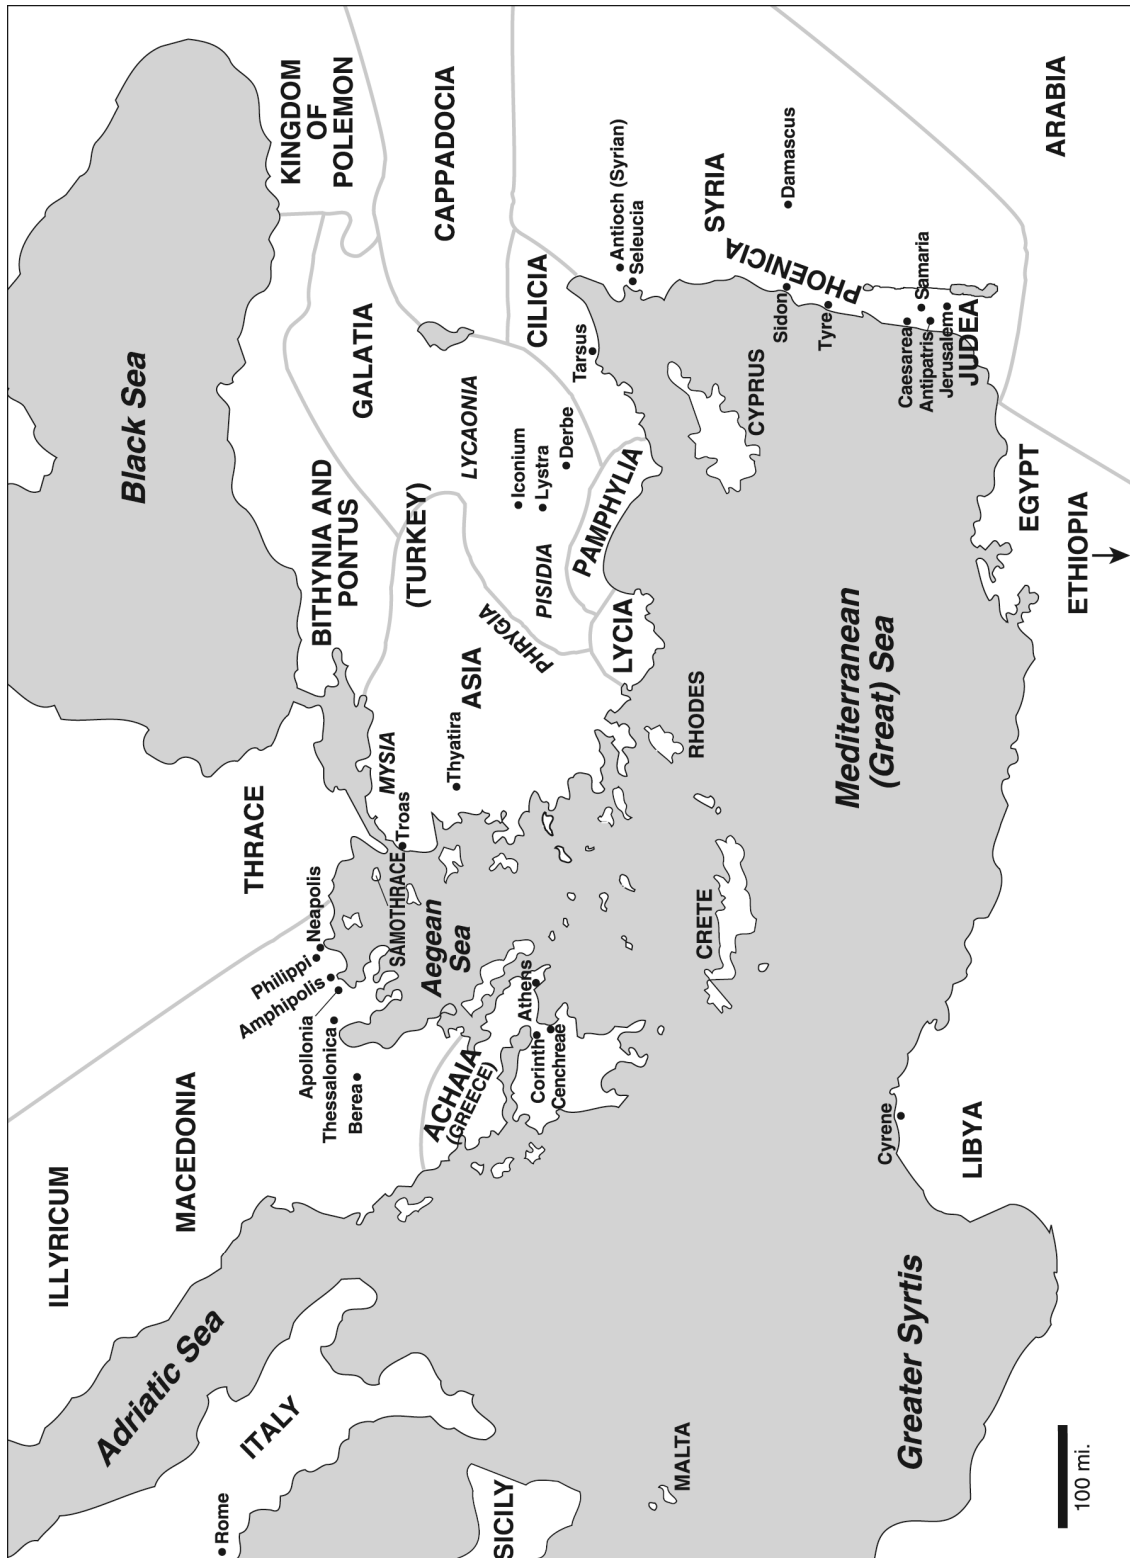 Black Sea
ILLYRICUM
MACEDONIA
THRACE
BITHYNIA AND
PONTUS
KINGDOM
OF
POLEMON
Adriatic Sea
ITALY
Rome
Philippi
Neapolis
Amphipolis
Apollonia
Thessalonica
Berea
SAMOTHRACE
Troas
MYSIA
(TURKEY)
GALATIA
CAPPADOCIA
Aegean
Sea
Thyatira
ASIA
PHRYGIA
PISIDIA
LYCAONIA
Iconium
Lystra
Derbe
CILICIA
Tarsus
ACHAIA
(GREECE)
Athens
Corinth
Cenchreae
LYCIA
PAMPHYLIA
Antioch (Syrian)
Seleucia
SICILY
MALTA
CRETE
RHODES
CYPRUS
SYRIA
PHOENICIA
Sidon
Tyre
Damascus
Mediterranean
(Great) Sea
Caesarea
Samaria
Antipatris
Jerusalem
JUDEA
Greater Syrtis
Cyrene
LIBYA
EGYPT
ETHIOPIA
ARABIA
100 mi.